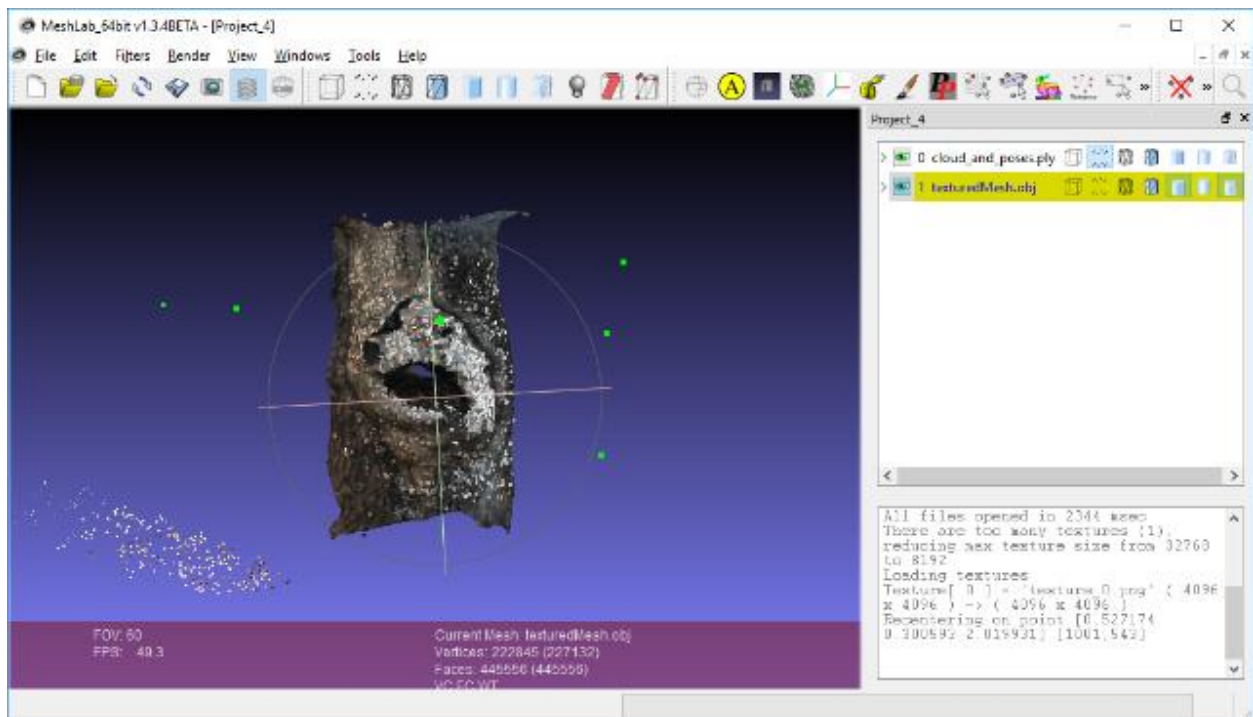 MeshLab_64bit v1.3.4BETA - [Project_4]
File Edit Filters Render View Windows Tools Help
A
Project_4
0 cloud_and_poses.ply
1 texturedMesh.obj
All files opened in 2344 msec
There are too many textures (1),
reducing max texture size from 32768
to 8192
Loading textures
Texture[ 0 ] = 'texture_0.png' ( 4096
x 4096 ) -> ( 4096 x 4096 )
Recentering on point [0.527174
0.300593 2.019931] [1001,543]
FOV: 60
FPS: 49.3
Current Mesh: texturedMesh.obj
Vertices: 222845 (227132)
Faces: 445556 (445556)
VC FC WT